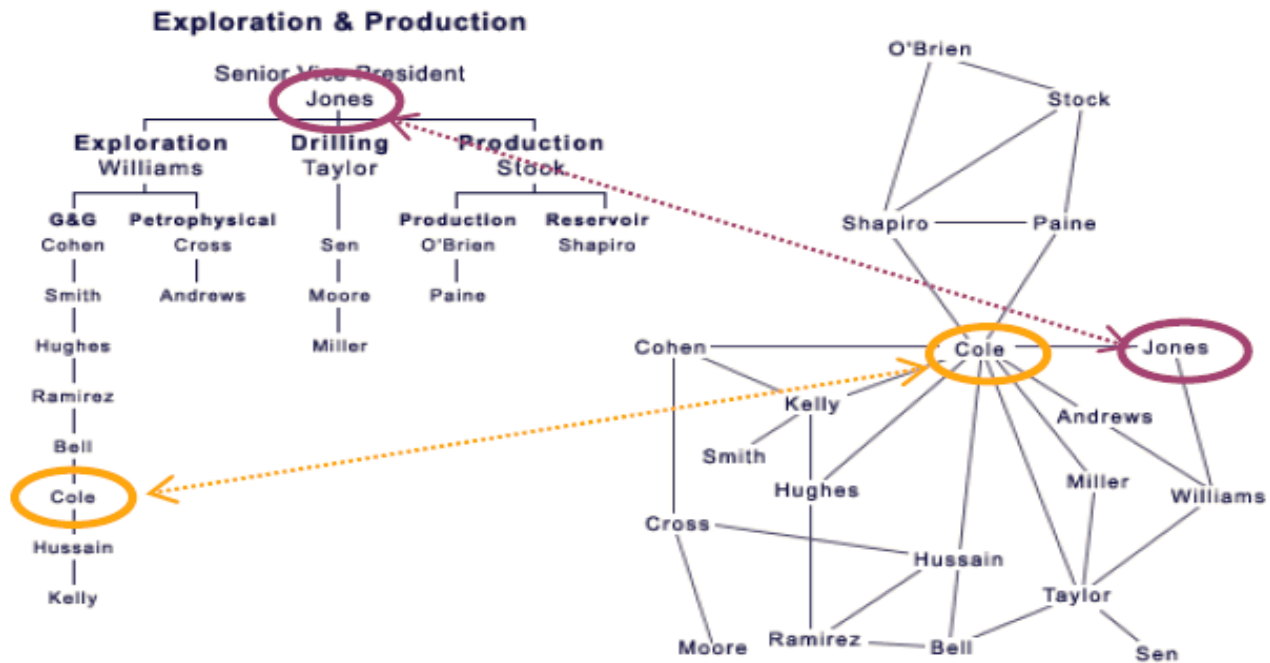 Exploration & Production
Senior Vice President
Jones
Exploration Drilling Production
Williams Taylor Stock
G&G Petrophysical Production Reservoir
Cohen Cross Sen O'Brien Shapiro
Smith Andrews Moore Paine
Hughes Miller
Ramirez
Bell
Cole
Hussain
Kelly
O'Brien
Stock
Shapiro Paine
Cohen Cole Jones
Kelly Andrews
Smith
Hughes Miller Williams
Cross
Hussain
Taylor
Moore Ramirez Bell Sen